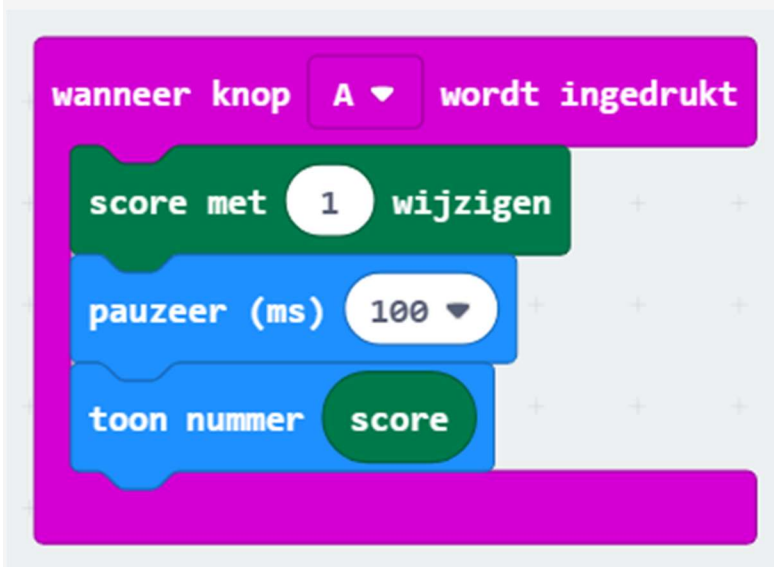 wanneer knop A wordt ingedrukt
score met 1 wijzigen
pauzeer (ms) 100
toon nummer score